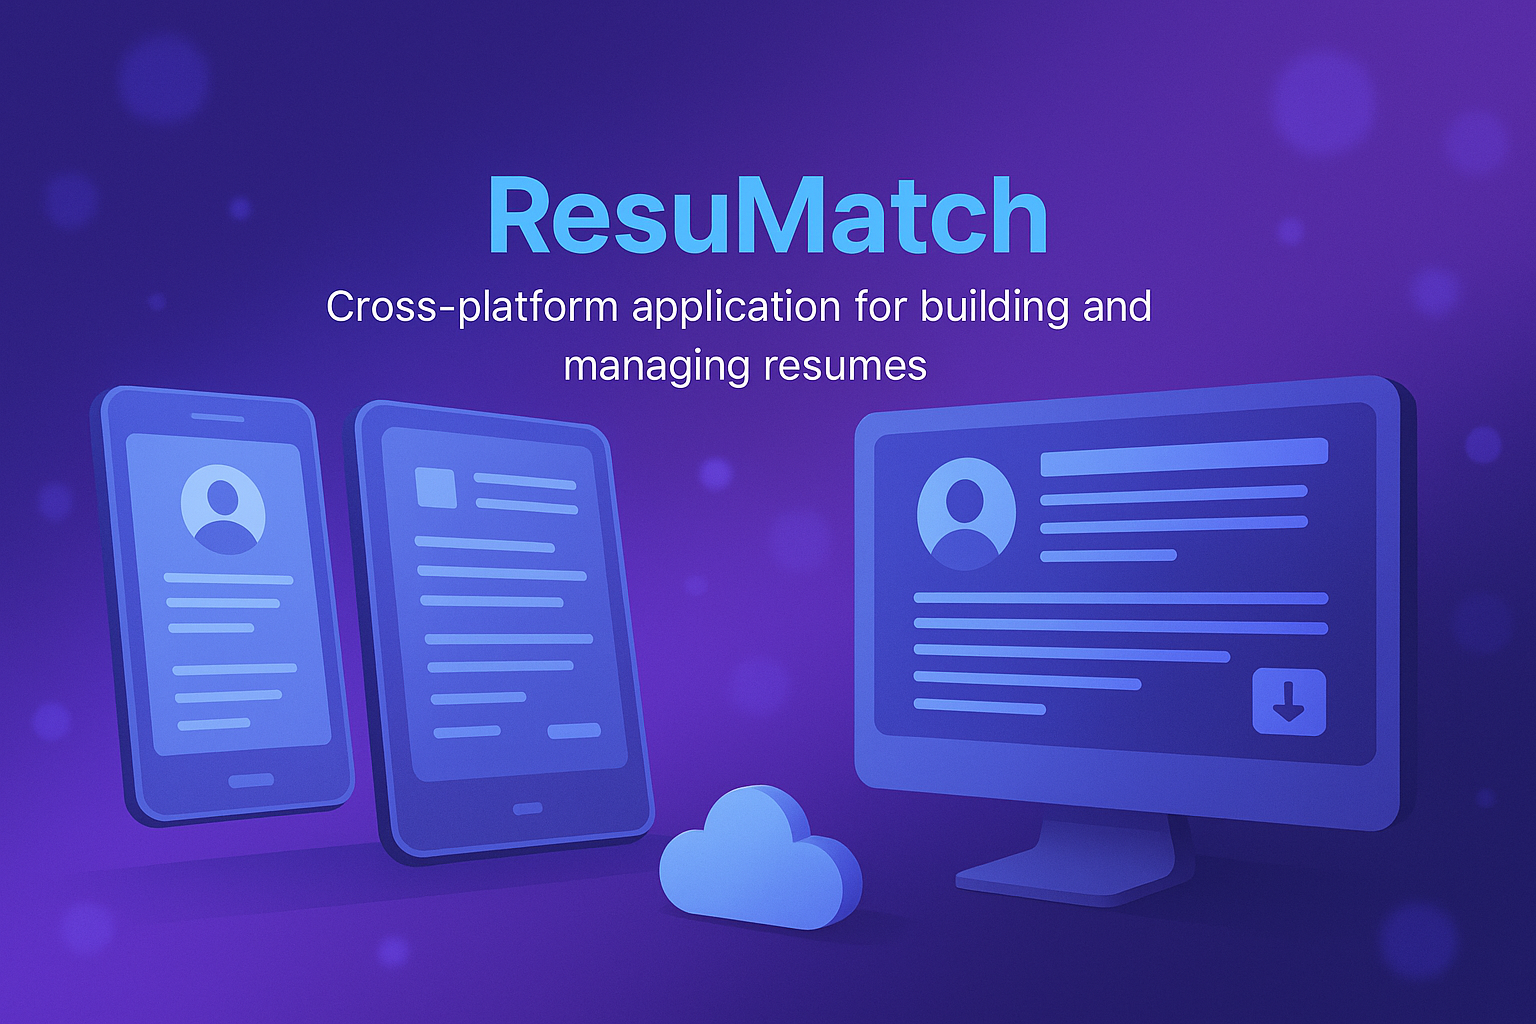 ResuMatch
Cross-platform application for building and
managing resumes